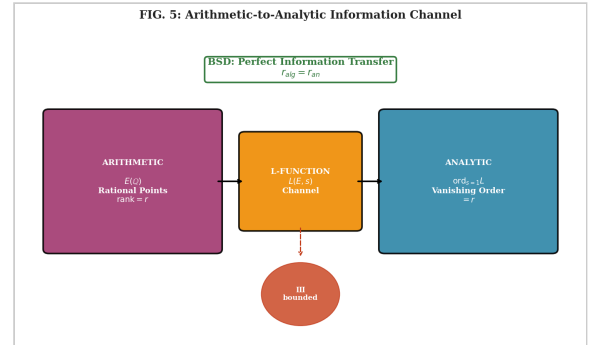 FIG. 5: Arithmetic-to-Analytic Information Channel
BSD: Perfect Information Transfer
r_alg = r_an
ARITHMETIC
E(ℚ)
Rational Points
rank = r
L-FUNCTION
L(E, s)
Channel
ANALYTIC
ord_{s=1}L
Vanishing Order
= r
III
bounded